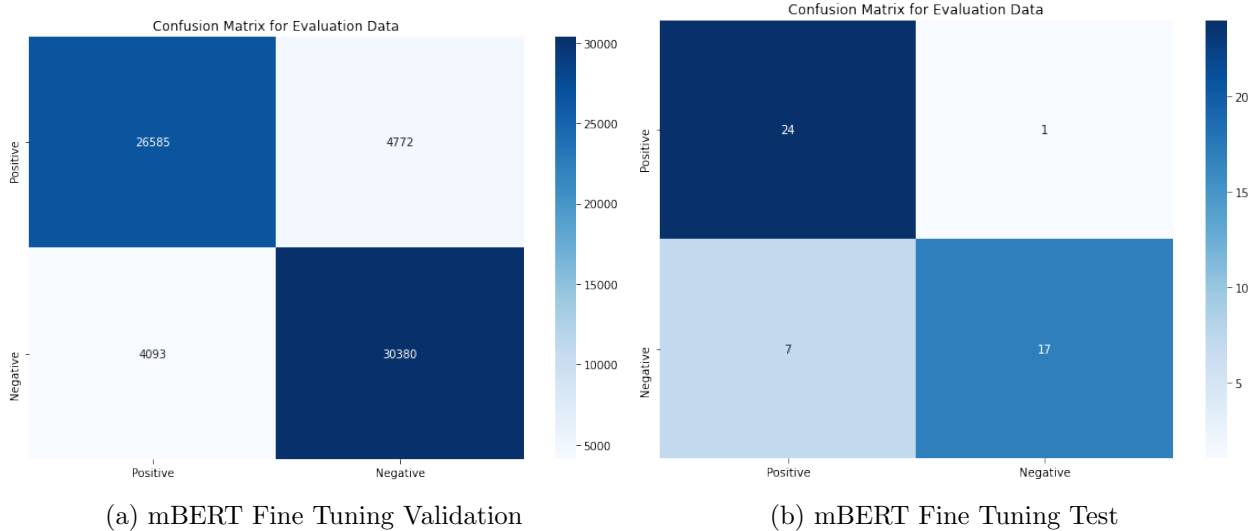 Confusion Matrix for Evaluation Data
Positive
Negative
26585
4772
4093
30380
Positive
Negative
30000
25000
20000
15000
10000
5000
(a) mBERT Fine Tuning Validation
Confusion Matrix for Evaluation Data
Positive
Negative
24
1
7
17
Positive
Negative
20
15
10
5
(b) mBERT Fine Tuning Test